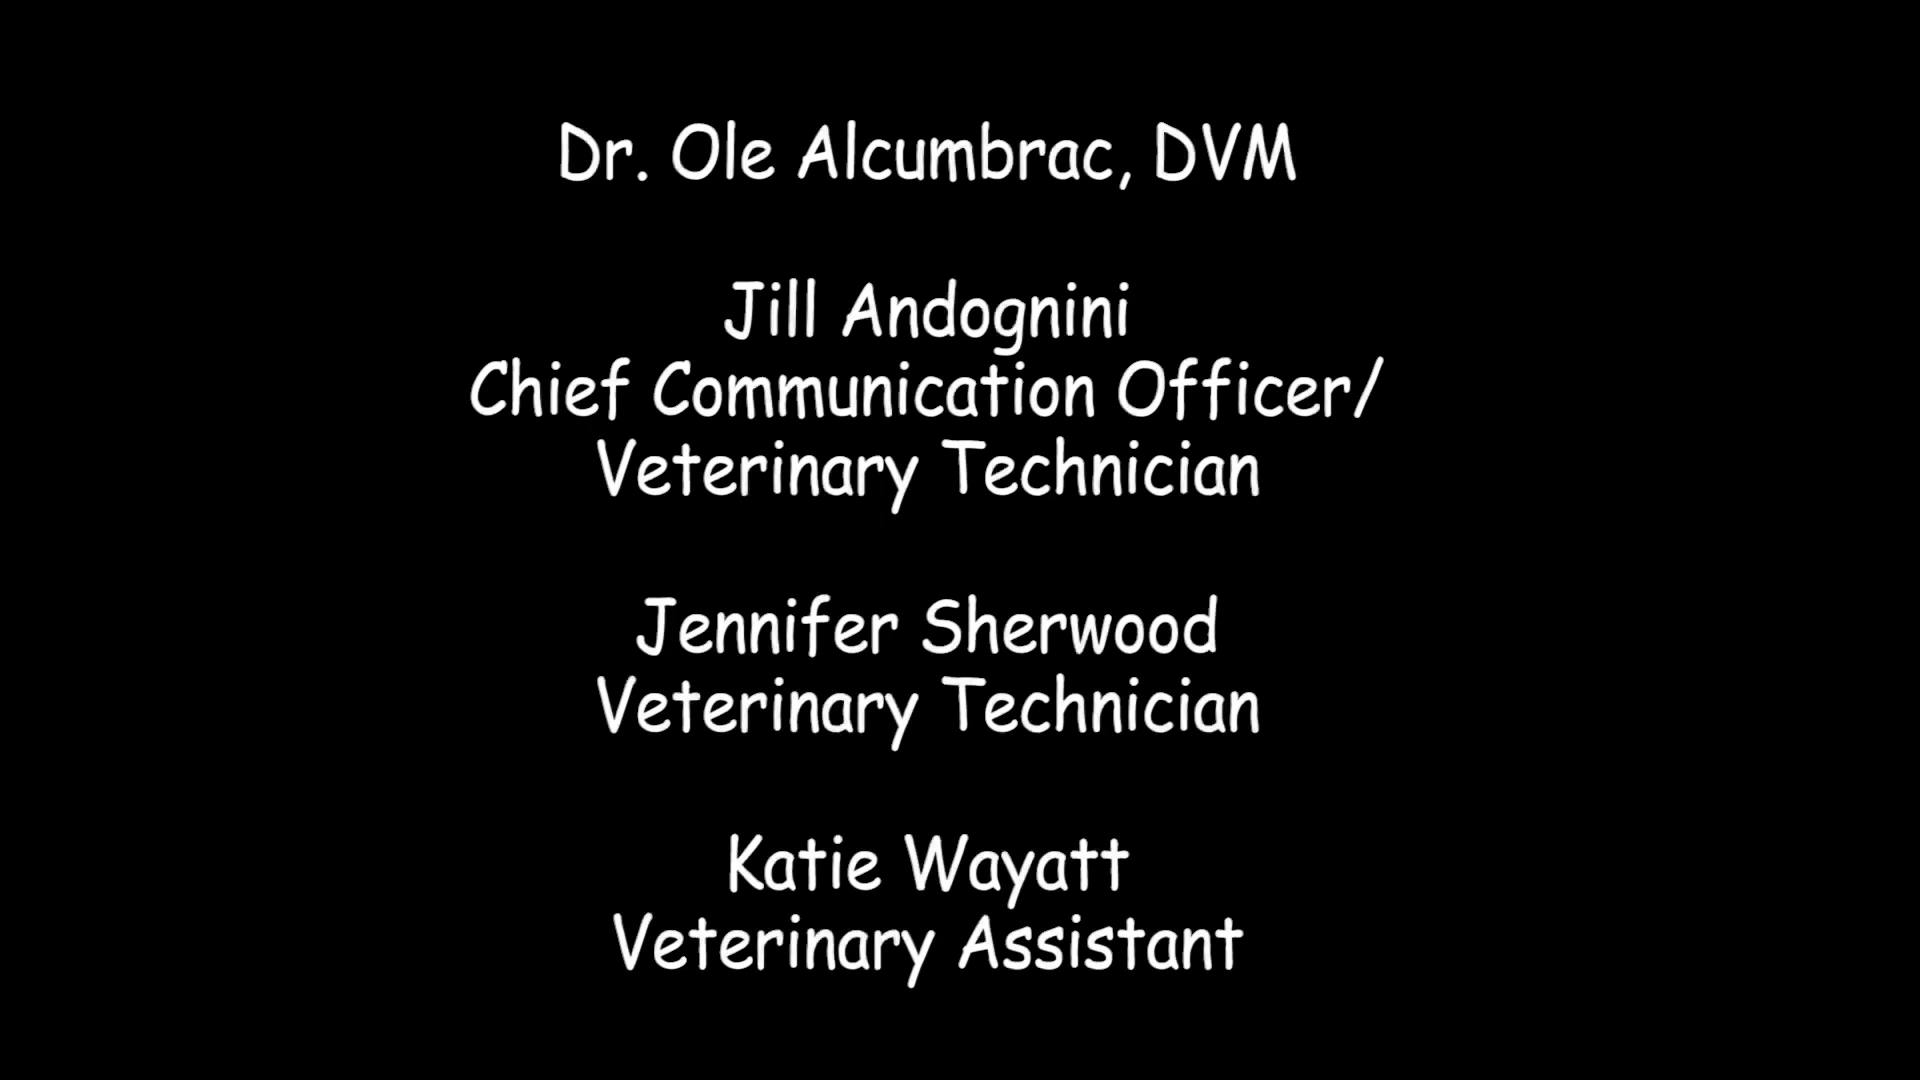 Dr. Ole Alcumbrac, DVM
Jill Andognini
Chief Communication Officer/
Veterinary Technician
Jennifer Sherwood
Veterinary Technician
Katie Wayatt
Veterinary Assistant